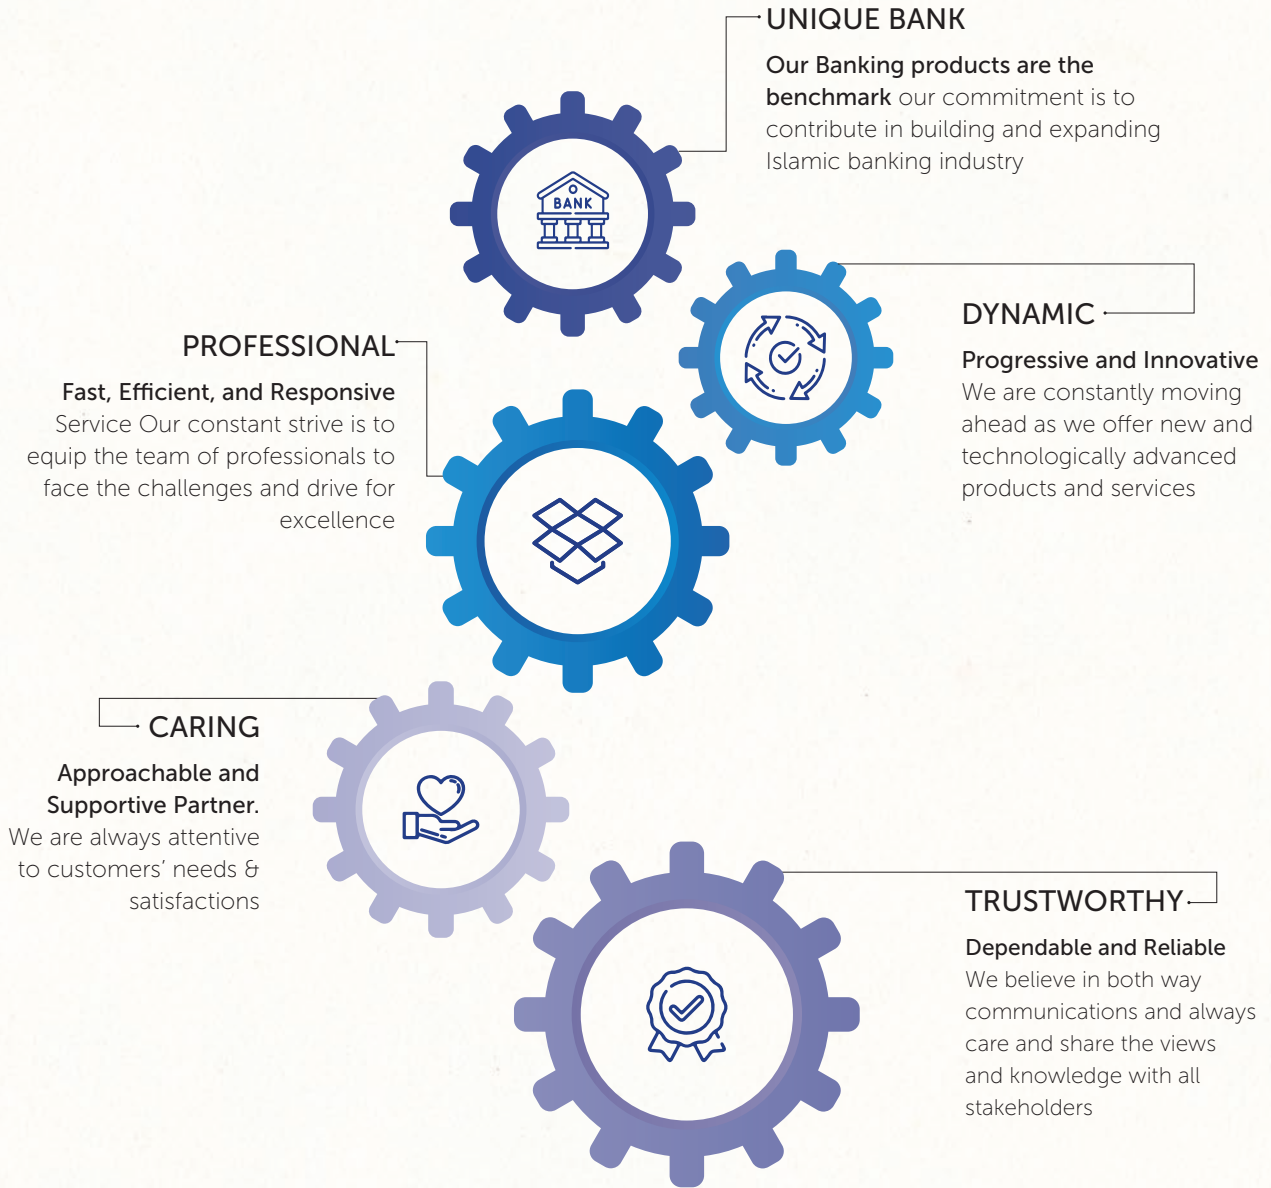 UNIQUE BANK
Our Banking products are the
benchmark our commitment is to
contribute in building and expanding
Islamic banking industry
BANK
DYNAMIC
Progressive and Innovative
We are constantly moving
ahead as we offer new and
technologically advanced
products and services
PROFESSIONAL
Fast, Efficient, and Responsive
Service Our constant strive is to
equip the team of professionals to
face the challenges and drive for
excellence
CARING
Approachable and
Supportive Partner.
We are always attentive
to customers’ needs &
satisfactions
TRUSTWORTHY
Dependable and Reliable
We believe in both way
communications and always
care and share the views
and knowledge with all
stakeholders